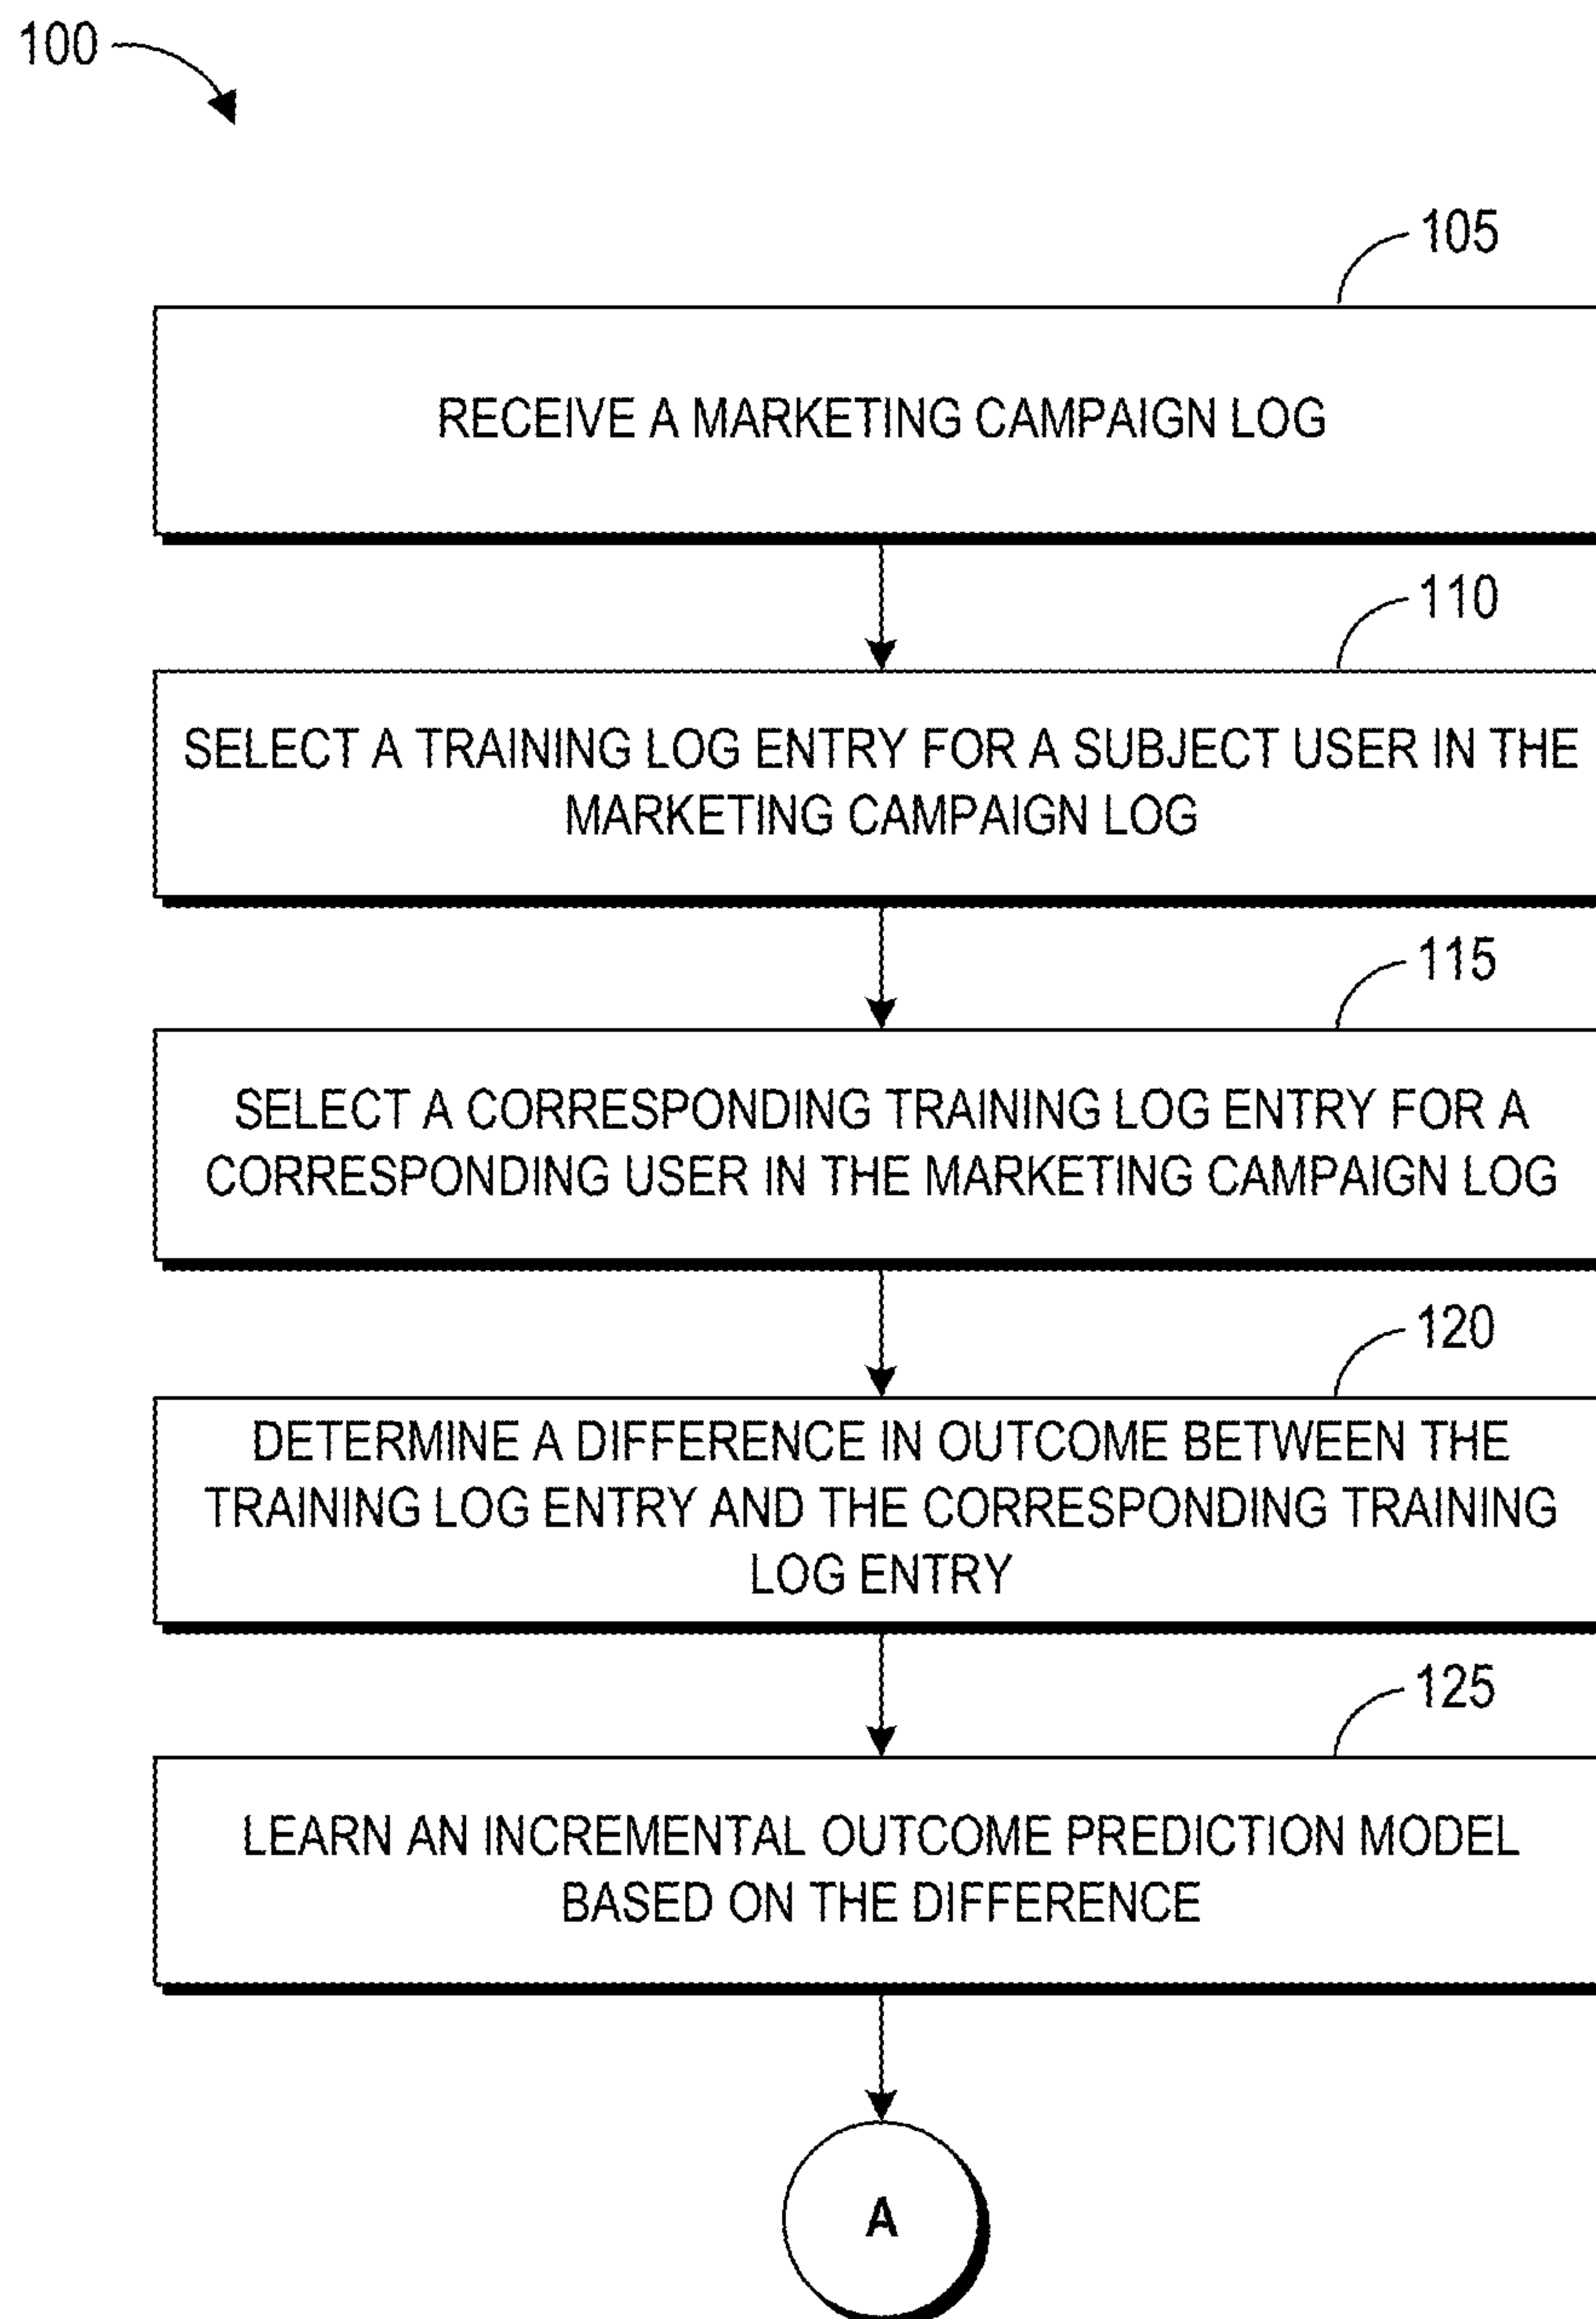 100
105
RECEIVE A MARKETING CAMPAIGN LOG
110
SELECT A TRAINING LOG ENTRY FOR A SUBJECT USER IN THE
MARKETING CAMPAIGN LOG
115
SELECT A CORRESPONDING TRAINING LOG ENTRY FOR A
CORRESPONDING USER IN THE MARKETING CAMPAIGN LOG
120
DETERMINE A DIFFERENCE IN OUTCOME BETWEEN THE
TRAINING LOG ENTRY AND THE CORRESPONDING TRAINING
LOG ENTRY
125
LEARN AN INCREMENTAL OUTCOME PREDICTION MODEL
BASED ON THE DIFFERENCE
A